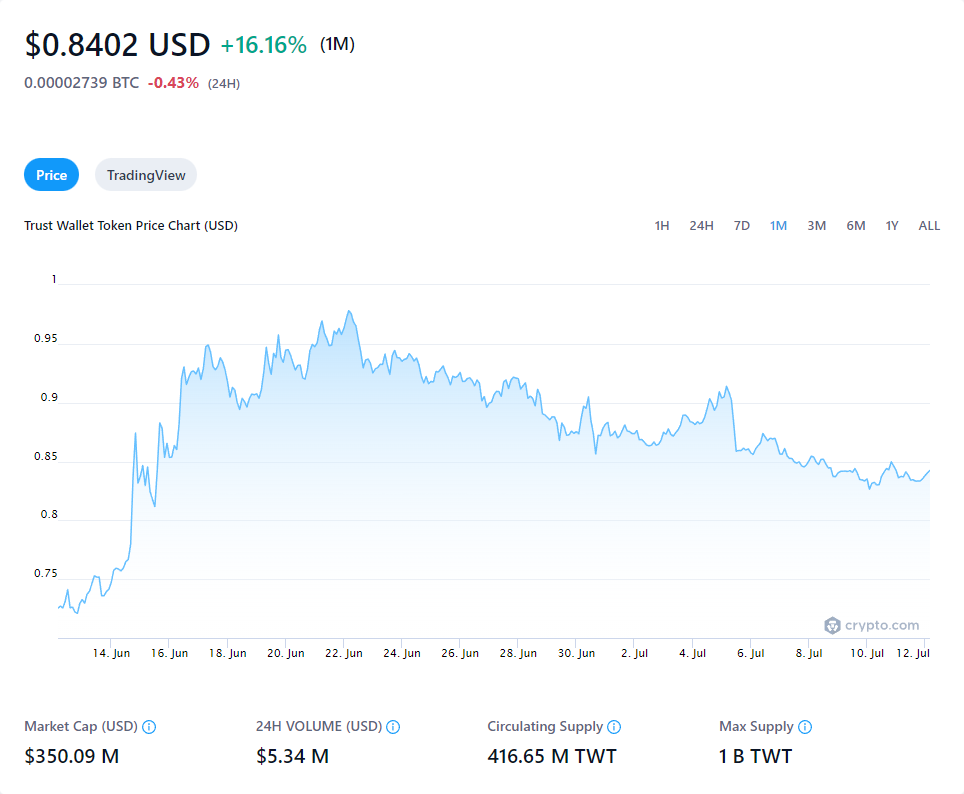 $0.8402 USD +16.16% (1M)
0.00002739 BTC -0.43% (24H)
Price TradingView
Trust Wallet Token Price Chart (USD) 1H 24H 7D 1M 3M 6M 1Y ALL
1
0.95
0.9
0.85
0.8
0.75
crypto.com
14. Jun 16. Jun 18. Jun 20. Jun 22. Jun 24. Jun 26. Jun 28. Jun 30. Jun 2. Jul 4. Jul 6. Jul 8. Jul 10. Jul 12. Jul
Market Cap (USD) 24H VOLUME (USD) Circulating Supply Max Supply
$350.09 M $5.34 M 416.65 M TWT 1 B TWT